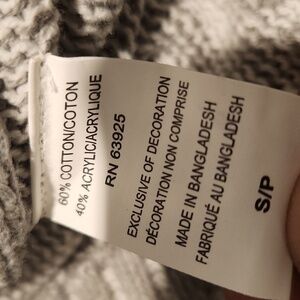 60% COTTON/COTON
40% ACRYLIC/ACRYLIQUE
RN 63925
EXCLUSIVE OF DECORATION
DÉCORATION NON COMPRISE
MADE IN BANGLADESH
FABRIQUÉ AU BANGLADESH
S/P